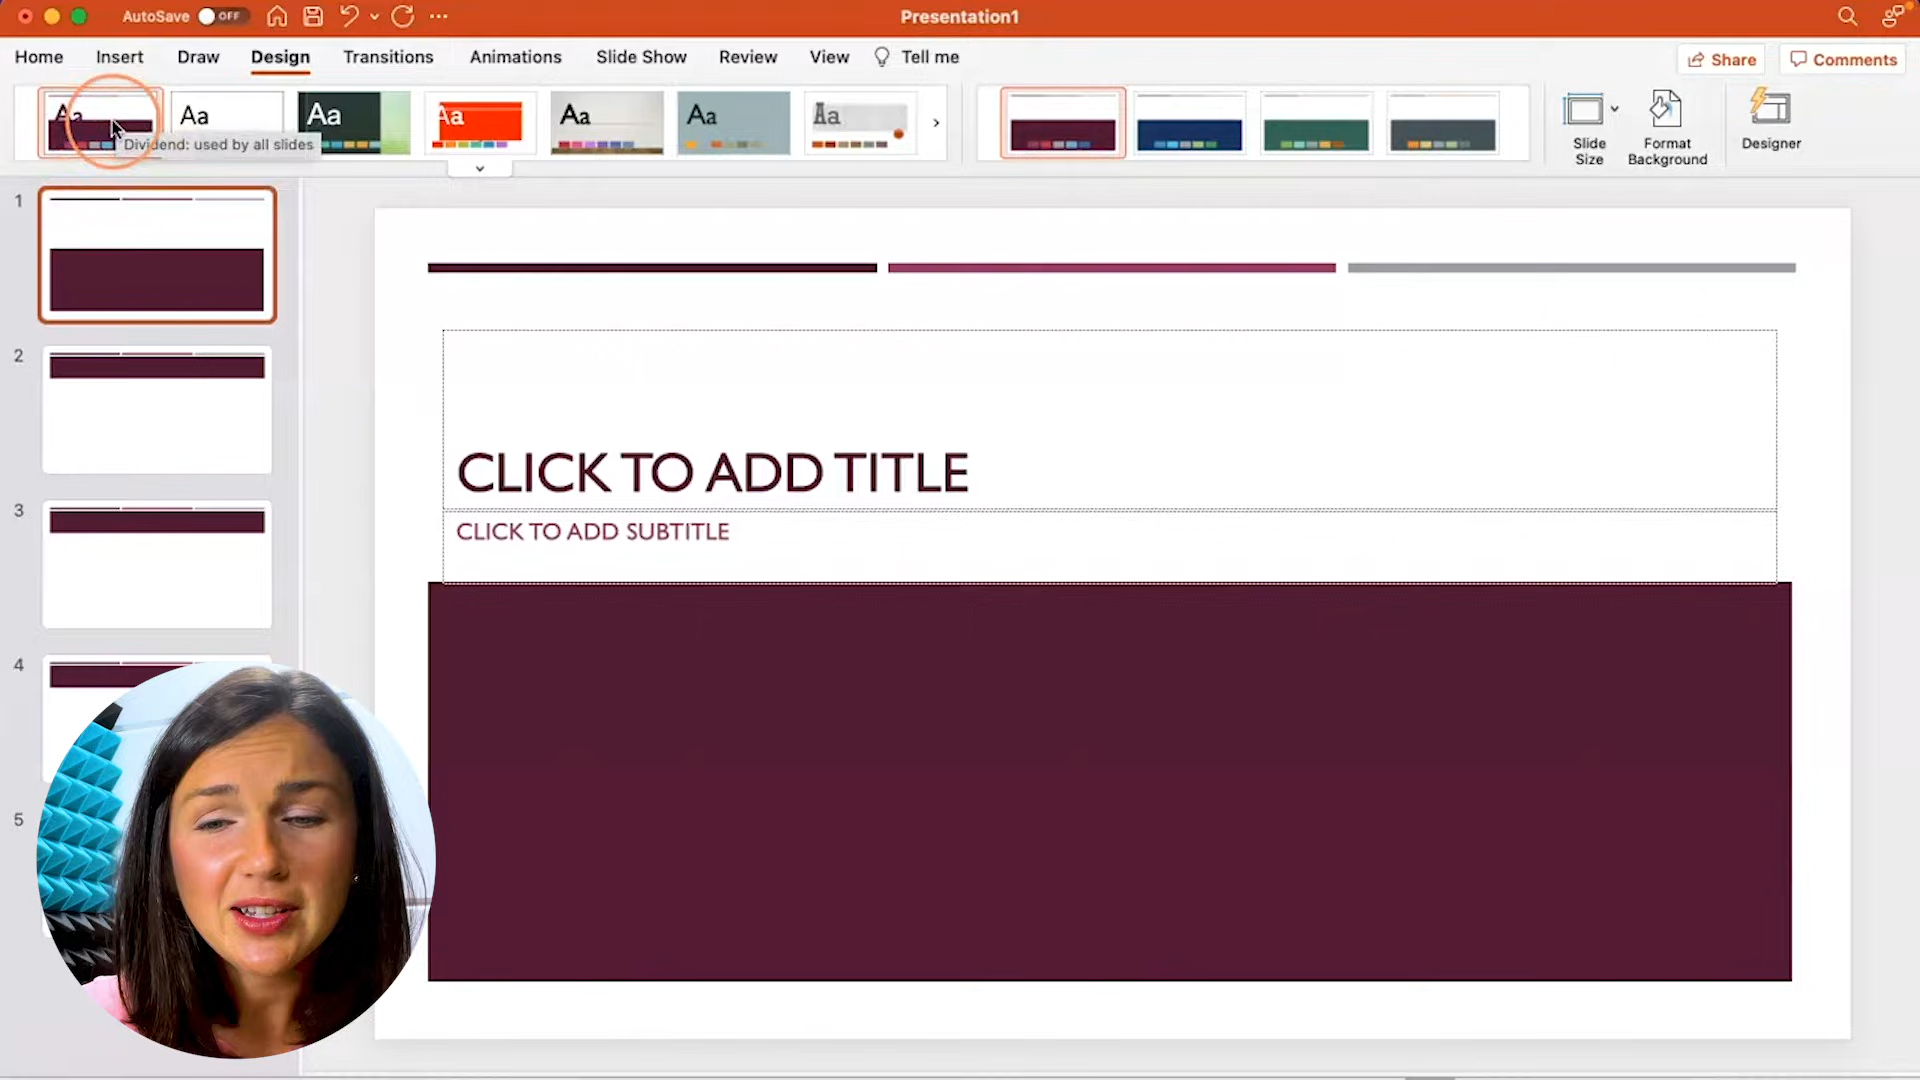 AutoSave OFF
Presentation1
Home Insert Draw Design Transitions Animations Slide Show Review View Tell me
Share Comments
Aa Aa Aa Aa Aa Aa Aa
Dividend: used by all slides
Slide
Size
Format
Background
Designer
1
2
3
4
5
CLICK TO ADD TITLE
CLICK TO ADD SUBTITLE